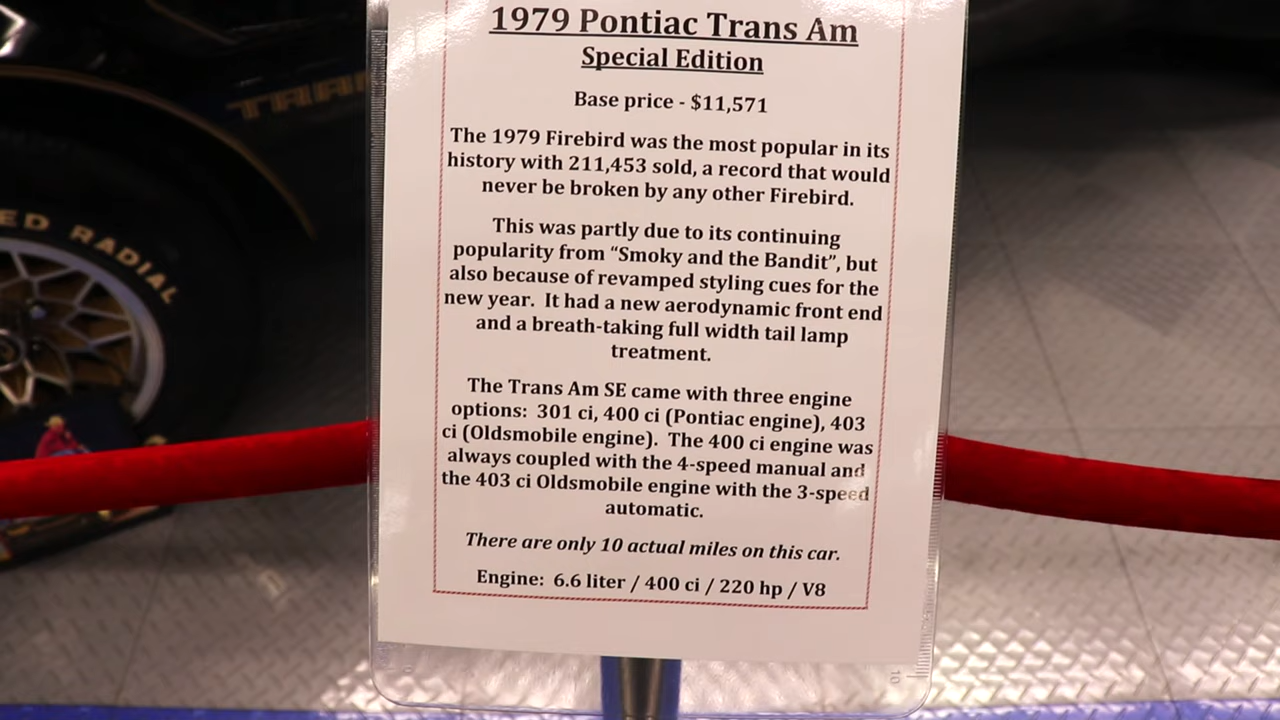 1979 Pontiac Trans Am
Special Edition
Base price - $11,571
The 1979 Firebird was the most popular in its
history with 211,453 sold, a record that would
never be broken by any other Firebird.
This was partly due to its continuing
popularity from “Smoky and the Bandit”, but
also because of revamped styling cues for the
new year.  It had a new aerodynamic front end
and a breath-taking full width tail lamp
treatment.
The Trans Am SE came with three engine
options:  301 ci, 400 ci (Pontiac engine), 403
ci (Oldsmobile engine).  The 400 ci engine was
always coupled with the 4-speed manual and
the 403 ci Oldsmobile engine with the 3-speed
automatic.
There are only 10 actual miles on this car.
Engine:  6.6 liter / 400 ci / 220 hp / V8
RADIAL